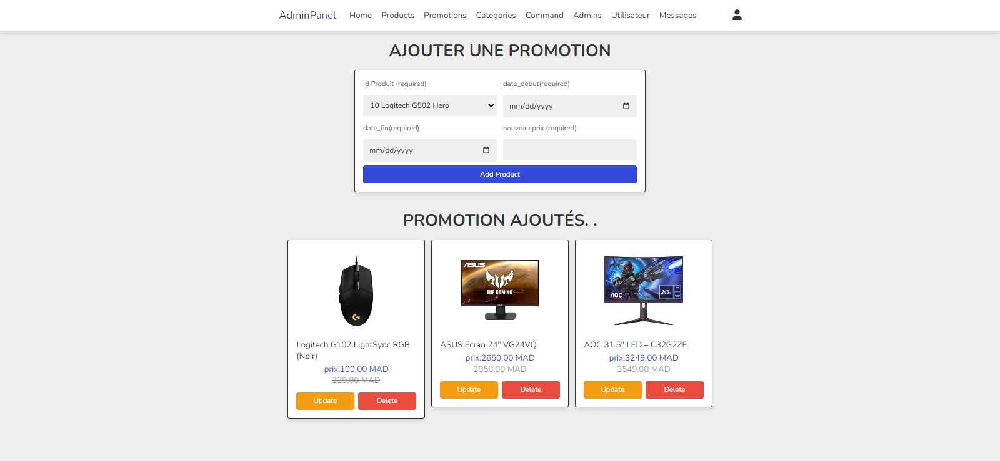 AdminPanel Home Products Promotions Categories Command Admins Utilisateur Messages
AJOUTER UNE PROMOTION
Id Produit (required) date_debut(required)
10 Logitech G502 Hero mm/dd/yyyy
date_fin(required) nouveau prix (required)
mm/dd/yyyy
Add Product
PROMOTION AJOUTÉS. .
Logitech G102 LightSync RGB
(Noir)
prix:199,00 MAD
229,00 MAD
Update Delete
ASUS
TUF GAMING
ASUS Ecran 24" VG24VQ
prix:2650,00 MAD
2850,00 MAD
Update Delete
AOC
240
AOC 31.5" LED – C32G2ZE
prix:3249,00 MAD
3549,00 MAD
Update Delete